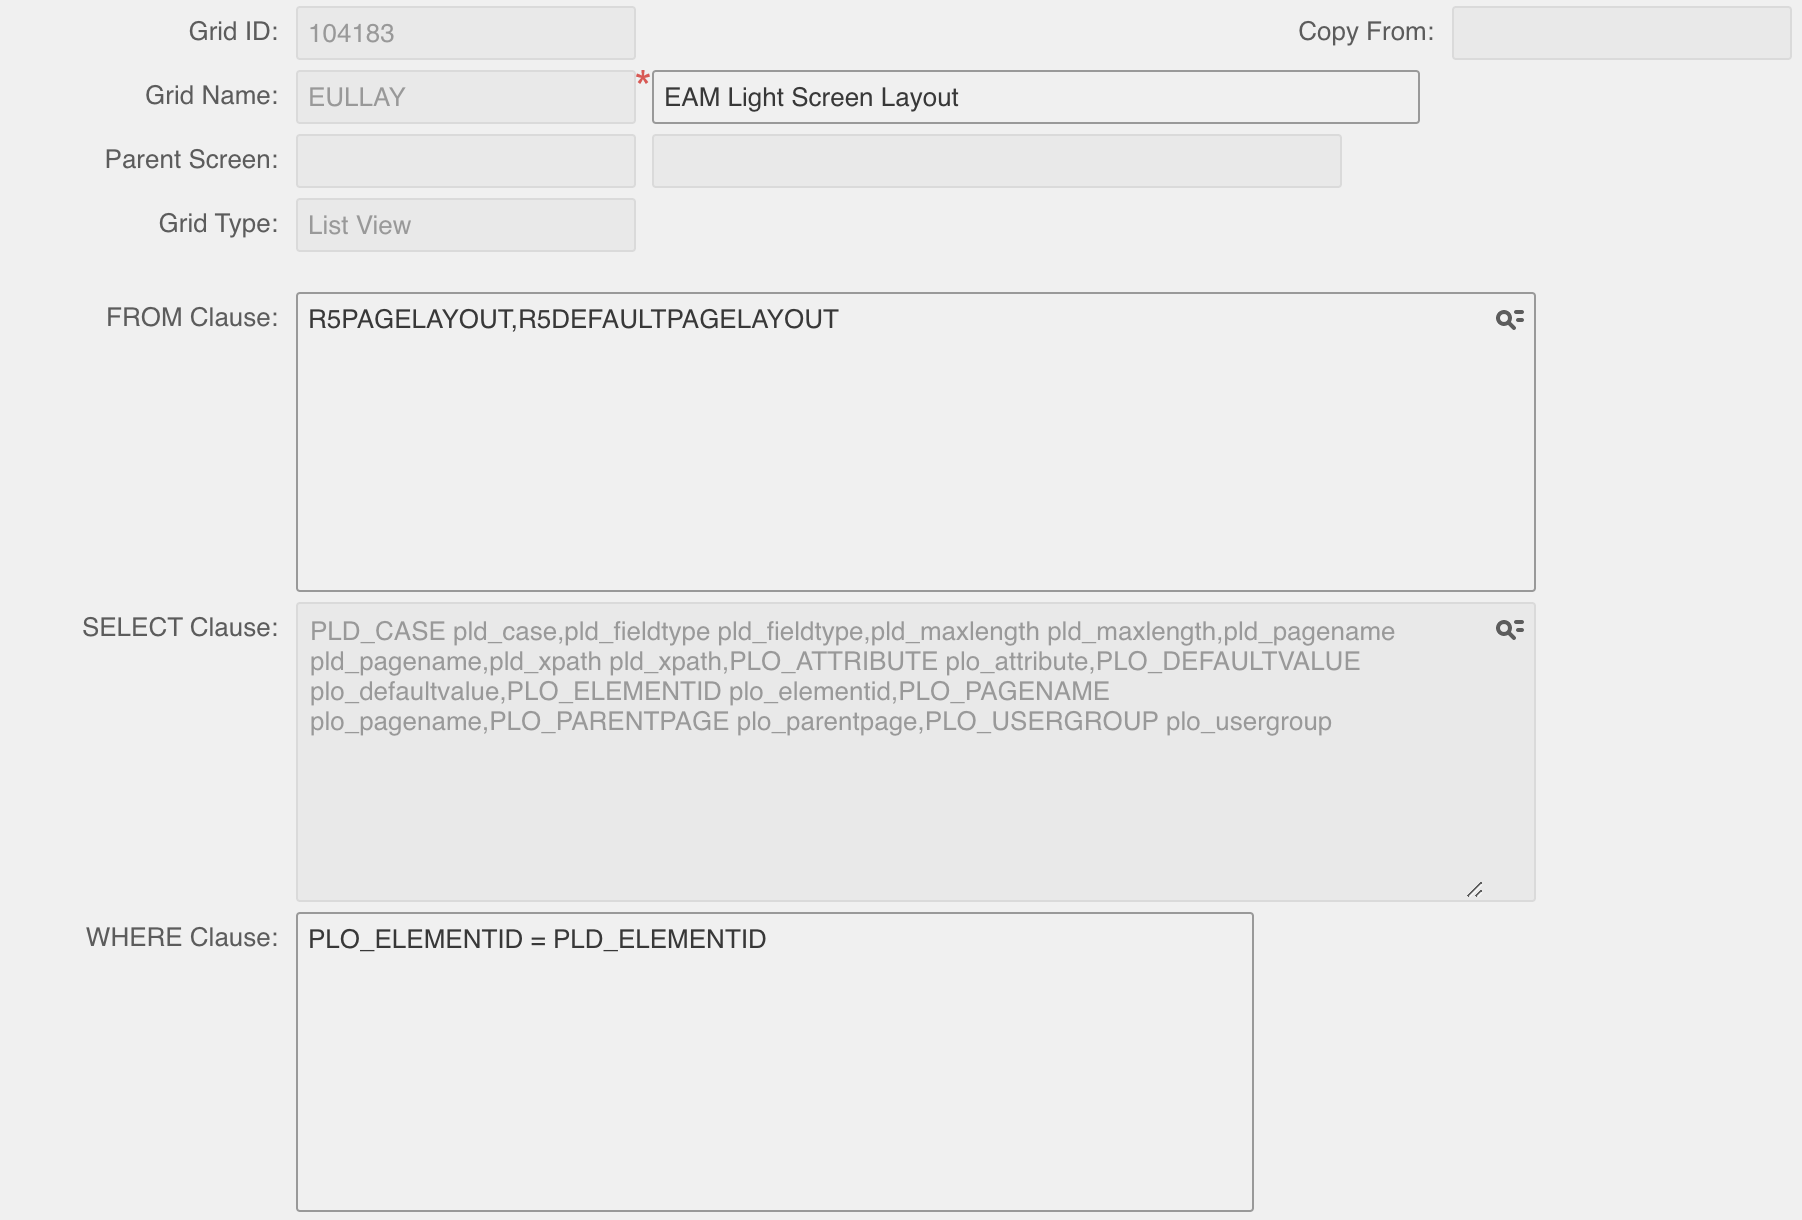 Grid ID: 104183 Copy From:
Grid Name: EULLAY * EAM Light Screen Layout
Parent Screen:
Grid Type: List View
FROM Clause: R5PAGELAYOUT,R5DEFAULTPAGELAYOUT
SELECT Clause: PLD_CASE pld_case,pld_fieldtype pld_fieldtype,pld_maxlength pld_maxlength,pld_pagename
pld_pagename,pld_xpath pld_xpath,PLO_ATTRIBUTE plo_attribute,PLO_DEFAULTVALUE
plo_defaultvalue,PLO_ELEMENTID plo_elementid,PLO_PAGENAME
plo_pagename,PLO_PARENTPAGE plo_parentpage,PLO_USERGROUP plo_usergroup
WHERE Clause: PLO_ELEMENTID = PLD_ELEMENTID